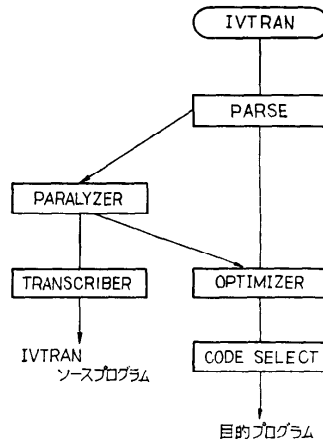 IVTRAN
PARSE
PARALYZER
TRANSCRIBER
OPTIMIZER
IVTRAN
ソースプログラム
CODE SELECT
目的プログラム